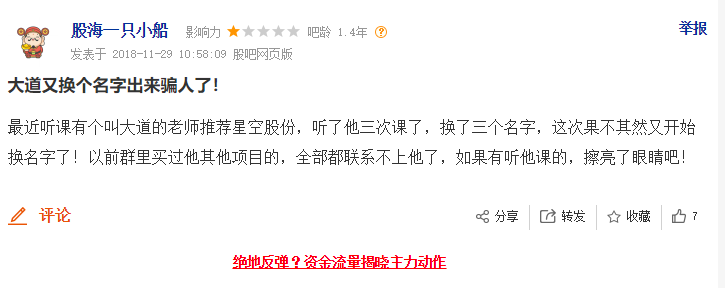 股海一只小船 影响力 吧龄 1.4年 举报
发表于 2018-11-29 10:58:09 股吧网页版
大道又换个名字出来骗人了！
最近听课有个叫大道的老师推荐星空股份，听了他三次课了，换了三个名字，这次果不其然又开始
换名字了！以前群里买过他其他项目的，全部都联系不上他了，如果有听他课的，擦亮了眼睛吧！
评论 分享 转发 收藏 7
绝地反弹？资金流量揭晓主力动作